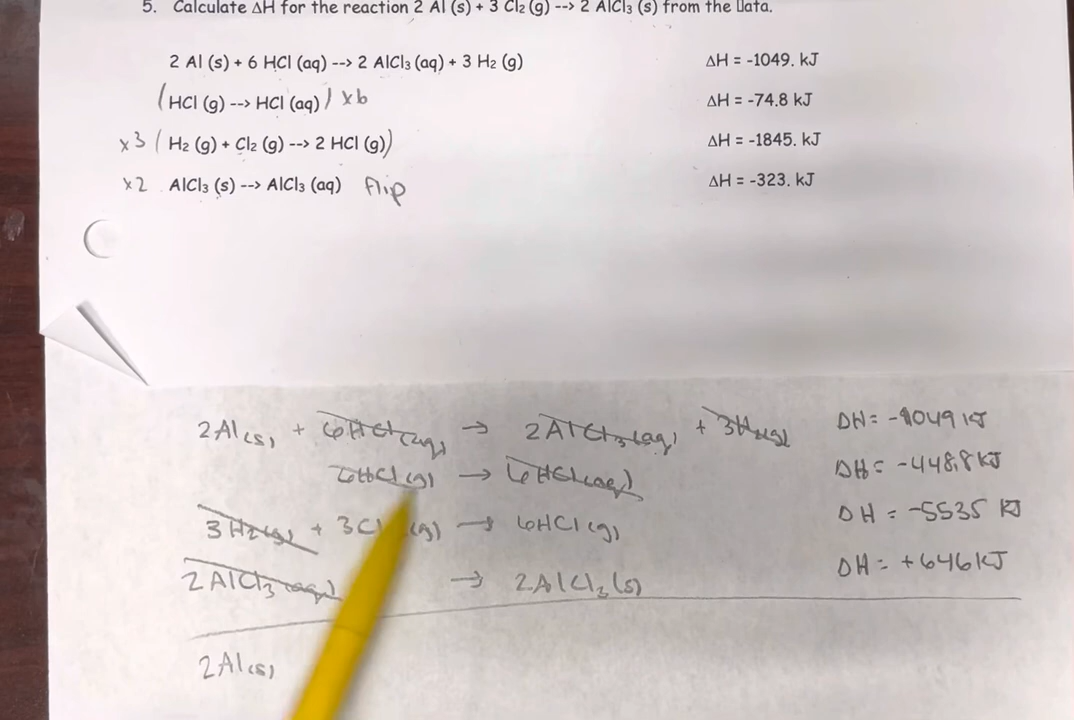 5. Calculate ΔH for the reaction 2 Al (s) + 3 Cl₂ (g) --> 2 AlCl₃ (s) from the Data.
2 Al (s) + 6 HCl (aq) --> 2 AlCl₃ (aq) + 3 H₂ (g) ΔH = -1049. kJ
(HCl (g) --> HCl (aq)) x6 ΔH = -74.8 kJ
x3 (H₂ (g) + Cl₂ (g) --> 2 HCl (g)) ΔH = -1845. kJ
x2 AlCl₃ (s) --> AlCl₃ (aq) flip ΔH = -323. kJ
2Al(s) + 6HCl(aq) → 2AlCl₃(aq) + 3H₂(g) ΔH = -1049 kJ
6HCl(g) → 6HCl(aq) ΔH = -448.8 kJ
3H₂(g) + 3Cl (g) → 6HCl(g) ΔH = -5535 kJ
2AlCl₃(aq) → 2AlCl₃(s) ΔH = +646 kJ
2Al(s)